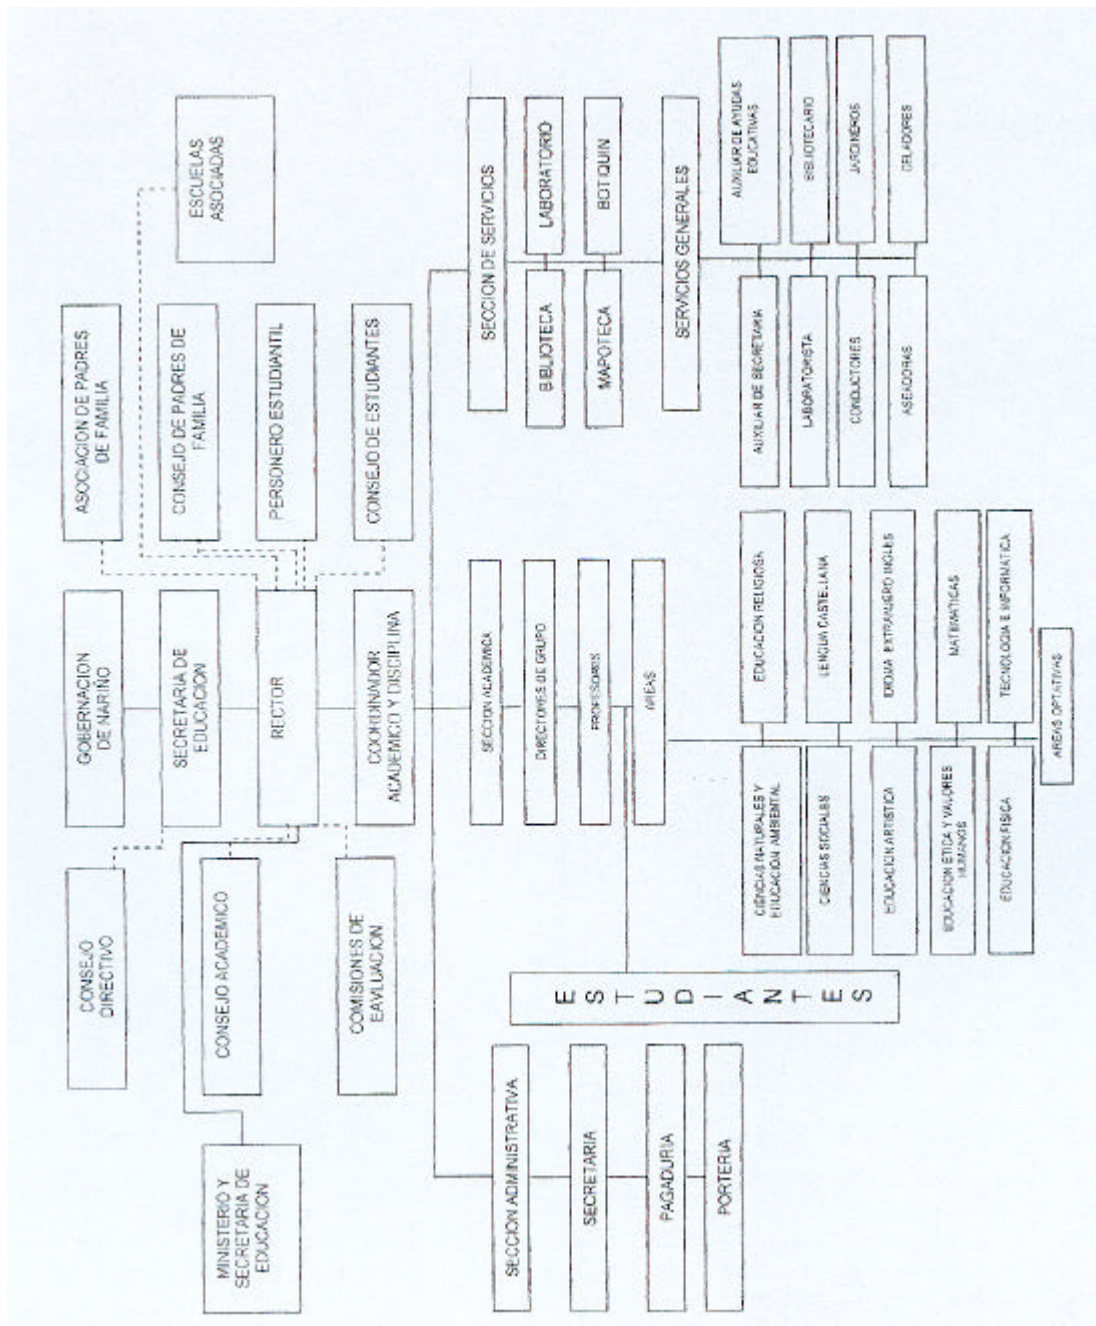 GOBERNACION
DE NARIÑO
CONSEJO
DIRECTIVO
ASOCIACION DE PADRES
DE FAMILIA
SECRETARIA DE
EDUCACION
CONSEJO DE PADRES DE
FAMILIA
ESCUELAS
ASOCIADAS
MINISTERIO Y
SECRETARIA DE
EDUCACION
CONSEJO ACADEMICO
RECTOR
PERSONERO ESTUDIANTIL
COMISIONES DE
EAVLUACION
COORDINADOR
ACADEMICO Y DISCIPLINA
CONSEJO DE ESTUDIANTES
SECCION ADMINISTRATIVA
SECRETARIA
PAGADURIA
PORTERIA
ESTUDIANTES
SECCION ACADEMICA
DIRECTORES DE GRUPO
PROFESORES
AREAS
CIENCIAS NATURALES Y
EDUCACION AMBIENTAL
EDUCACION RELIGIOSA
CIENCIAS SOCIALES
LENGUA CASTELLANA
EDUCACION ARTISTICA
IDIOMA EXTRANJERO INGLES
EDUCACION ETICA Y VALORES
HUMANOS
MATEMATICAS
EDUCACION FISICA
TECNOLOGIA E INFORMATICA
AREAS OPTATIVAS
SECCION DE SERVICIOS
BIBLIOTECA
LABORATORIO
MAPOTECA
BOTIQUIN
SERVICIOS GENERALES
AUXILIAR DE SECRETARIA
AUXILIAR DE AYUDAS
EDUCATIVAS
LABORATORISTA
BIBLIOTECARIO
CONDUCTORES
JARDINEROS
ASEADORAS
CELADORES